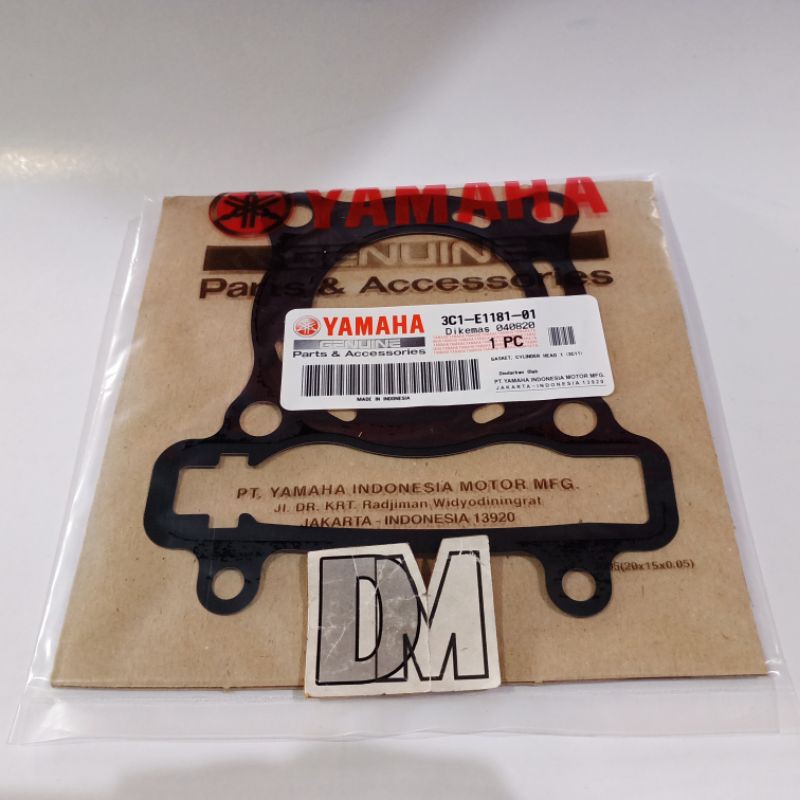 YAMAHA
GENUINE
Parts & Accessories
YAMAHA
GENUINE
Parts & Accessories
3C1-E1181-01
Dikemas 040820
1 PC
GASKET, CYLINDER HEAD 1
Diedarkan Oleh
PT. YAMAHA INDONESIA MOTOR MFG.
JAKARTA-INDONESIA 13920
MADE IN INDONESIA
PT. YAMAHA INDONESIA MOTOR MFG.
Jl. DR. KRT. Radjiman Widyodiningrat
JAKARTA - INDONESIA 13920
(20x15x0.05)
DM